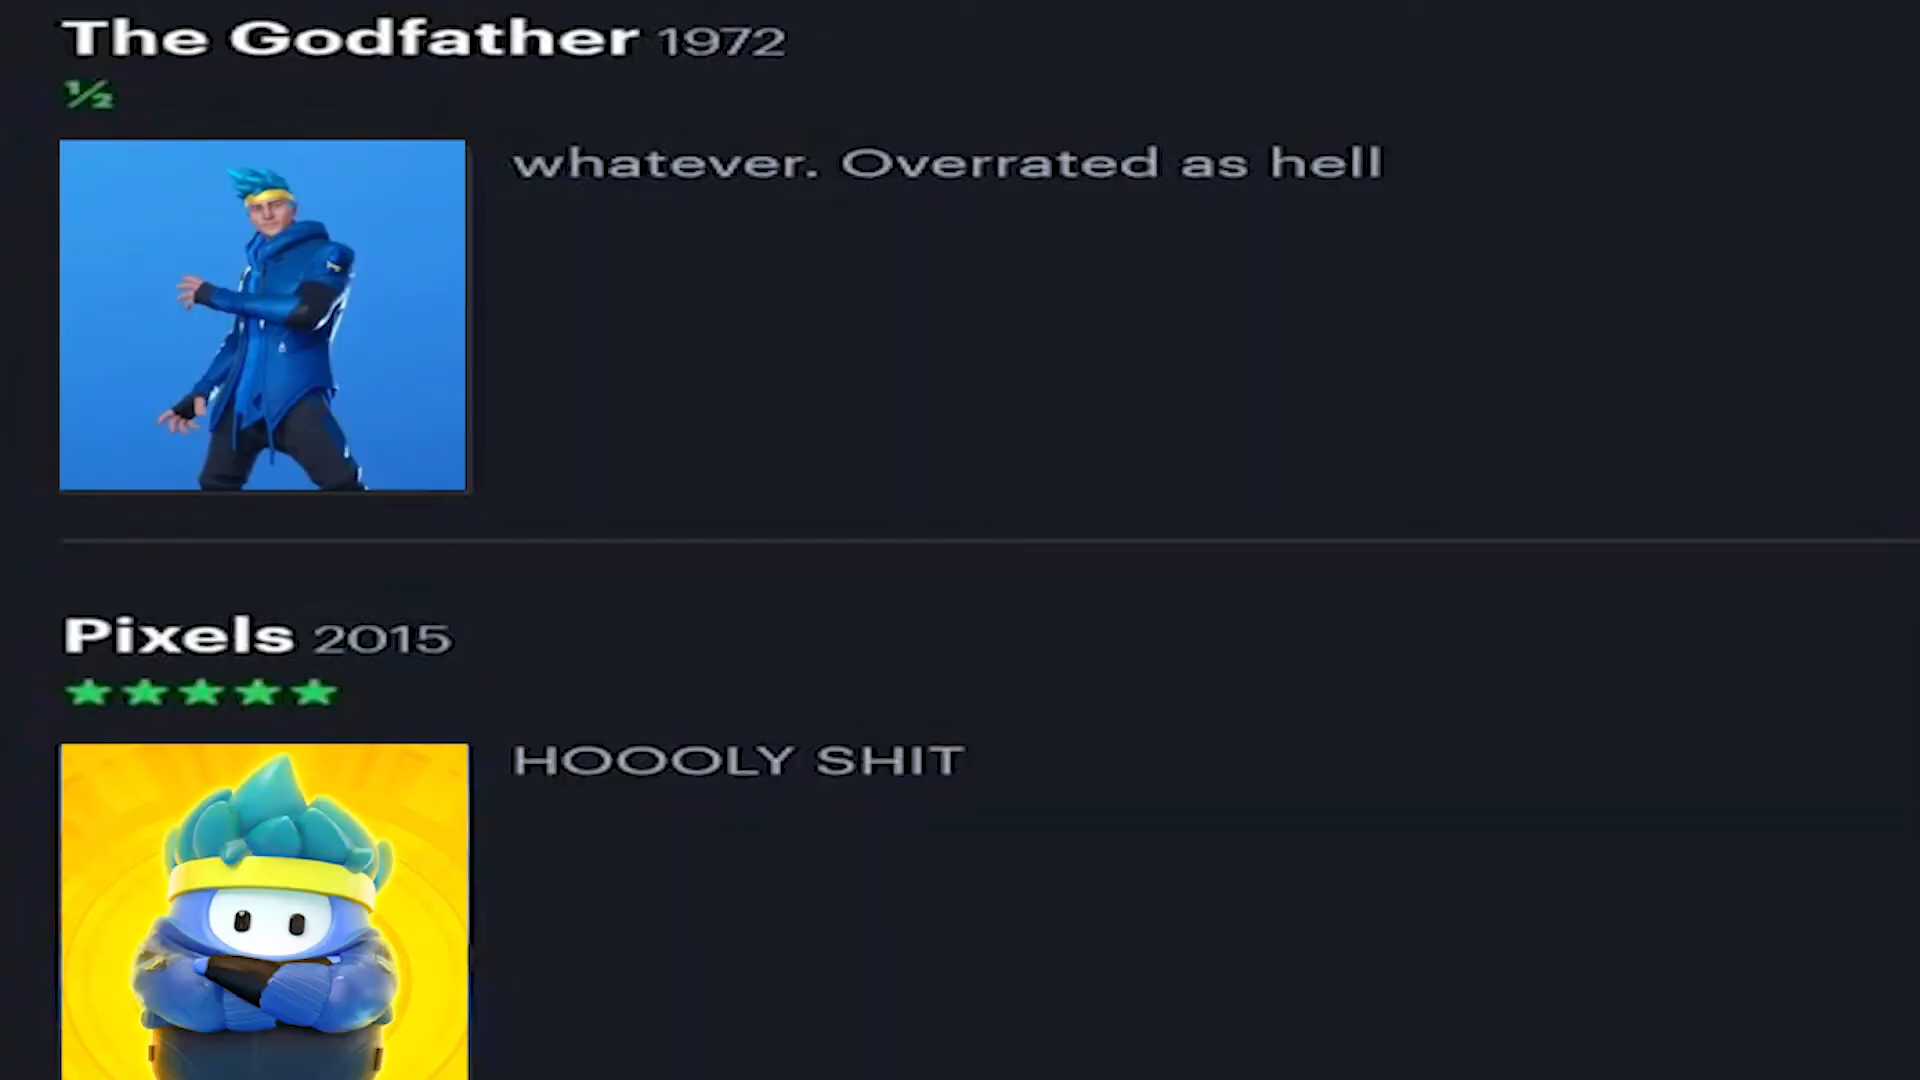 The Godfather 1972
½
whatever. Overrated as hell
Pixels 2015
★★★★★
HOOOLY SHIT